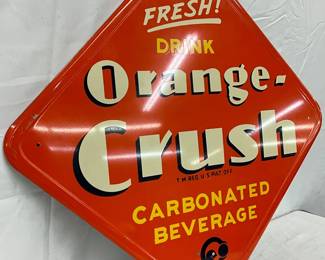 FRESH!
DRINK
Orange-
Crush
T M REG U S PAT OFF
CARBONATED
BEVERAGE